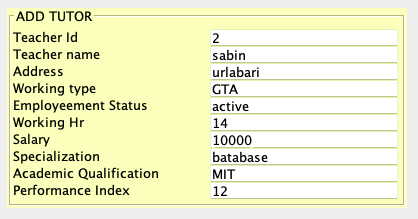 ADD TUTOR
Teacher Id 2
Teacher name sabin
Address urlabari
Working type GTA
Employeement Status active
Working Hr 14
Salary 10000
Specialization batabase
Academic Qualification MIT
Performance Index 12